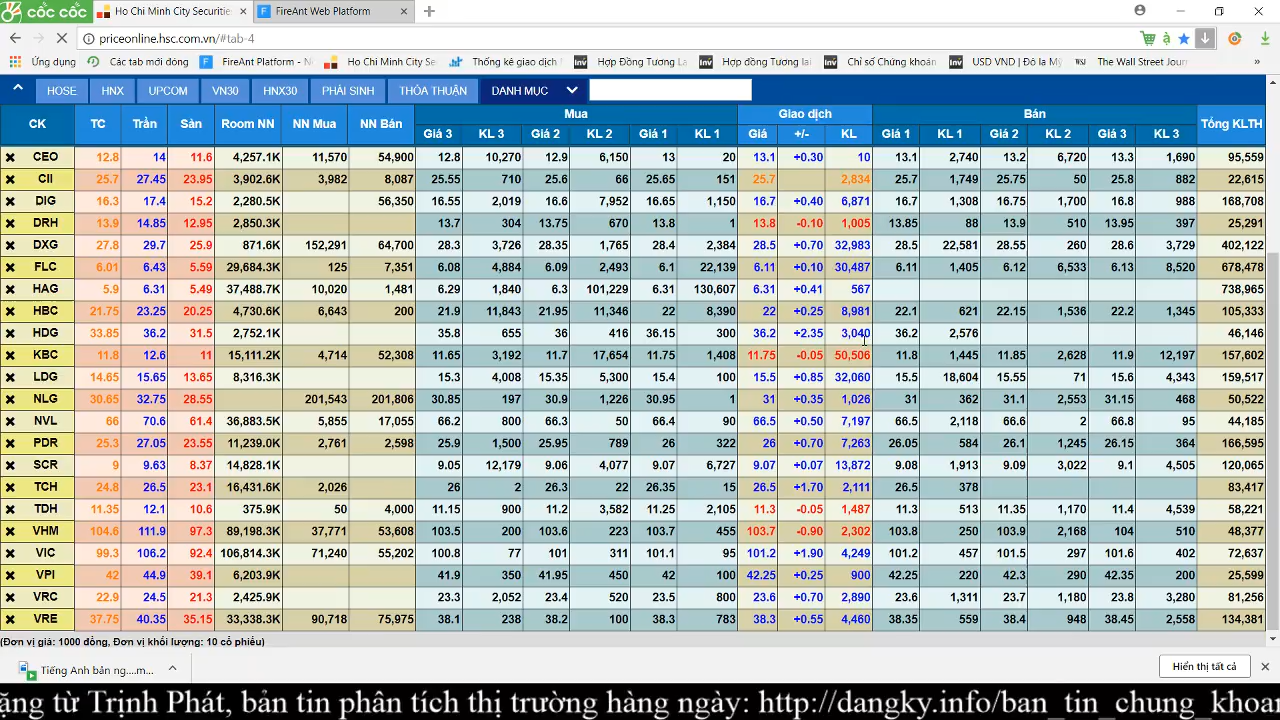 cốc cốc Ho Chi Minh City Securities FireAnt Web Platform
priceonline.hsc.com.vn/#tab-4
Ứng dụng Các tab mới đóng FireAnt Platform - Ho Chi Minh City Se Thống kê giao dịch Hợp Đồng Tương La Hợp đồng tương lai Chỉ số Chứng khoán USD VND | Đô la Mỹ The Wall Street Journ
HOSE HNX UPCOM VN30 HNX30 PHÁI SINH THỎA THUẬN DANH MỤC
CK TC Trần Sàn Room NN NN Mua NN Bán Mua Giao dịch Bán Tổng KLTH
Giá 3 KL 3 Giá 2 KL 2 Giá 1 KL 1 Giá +/- KL Giá 1 KL 1 Giá 2 KL 2 Giá 3 KL 3
CEO 12.8 14 11.6 4,257.1K 11,570 54,900 12.8 10,270 12.9 6,150 13 20 13.1 +0.30 10 13.1 2,740 13.2 6,720 13.3 1,690 95,559
CII 25.7 27.45 23.95 3,902.6K 3,982 8,087 25.55 710 25.6 66 25.65 151 25.7 2,834 25.7 1,749 25.75 50 25.8 882 22,615
DIG 16.3 17.4 15.2 2,280.5K 56,350 16.55 2,019 16.6 7,952 16.65 1,150 16.7 +0.40 6,871 16.7 1,308 16.75 1,700 16.8 988 168,708
DRH 13.9 14.85 12.95 2,850.3K 13.7 304 13.75 670 13.8 1 13.8 -0.10 1,005 13.85 88 13.9 510 13.95 397 25,291
DXG 27.8 29.7 25.9 871.6K 152,291 64,700 28.3 3,726 28.35 1,765 28.4 2,384 28.5 +0.70 32,983 28.5 22,581 28.55 260 28.6 3,729 402,122
FLC 6.01 6.43 5.59 29,684.3K 125 7,351 6.08 4,884 6.09 2,493 6.1 22,139 6.11 +0.10 30,487 6.11 1,405 6.12 6,533 6.13 8,520 678,478
HAG 5.9 6.31 5.49 37,488.7K 10,020 1,481 6.29 1,840 6.3 101,229 6.31 130,607 6.31 +0.41 567 738,965
HBC 21.75 23.25 20.25 4,730.6K 6,643 200 21.9 11,843 21.95 11,346 22 8,390 22 +0.25 8,981 22.1 621 22.15 1,536 22.2 1,345 105,333
HDG 33.85 36.2 31.5 2,752.1K 35.8 655 36 416 36.15 300 36.2 +2.35 3,040 36.2 2,576 46,146
KBC 11.8 12.6 11 15,111.2K 4,714 52,308 11.65 3,192 11.7 17,654 11.75 1,408 11.75 -0.05 50,506 11.8 1,445 11.85 2,628 11.9 12,197 157,602
LDG 14.65 15.65 13.65 8,316.3K 15.3 4,008 15.35 5,300 15.4 100 15.5 +0.85 32,060 15.5 18,604 15.55 71 15.6 4,343 159,517
NLG 30.65 32.75 28.55 201,543 201,806 30.85 197 30.9 1,226 30.95 1 31 +0.35 1,026 31 362 31.1 2,553 31.15 468 50,522
NVL 66 70.6 61.4 36,883.5K 5,855 17,055 66.2 800 66.3 50 66.4 90 66.5 +0.50 7,197 66.5 2,118 66.6 2 66.8 95 44,185
PDR 25.3 27.05 23.55 11,239.0K 2,761 2,598 25.9 1,500 25.95 789 26 322 26 +0.70 7,263 26.05 584 26.1 1,245 26.15 364 166,595
SCR 9 9.63 8.37 14,828.1K 9.05 12,179 9.06 4,077 9.07 6,727 9.07 +0.07 13,872 9.08 1,913 9.09 3,022 9.1 4,505 120,065
TCH 24.8 26.5 23.1 16,431.6K 2,026 26 2 26.3 22 26.35 15 26.5 +1.70 2,111 26.5 378 83,417
TDH 11.35 12.1 10.6 375.9K 50 4,000 11.15 900 11.2 3,582 11.25 2,105 11.3 -0.05 1,487 11.3 513 11.35 1,170 11.4 4,539 58,221
VHM 104.6 111.9 97.3 89,198.3K 37,771 53,608 103.5 200 103.6 223 103.7 455 103.7 -0.90 2,302 103.8 250 103.9 2,168 104 510 48,377
VIC 99.3 106.2 92.4 106,814.3K 71,240 55,202 100.8 77 101 311 101.1 95 101.2 +1.90 4,249 101.2 457 101.5 297 101.6 402 72,637
VPI 42 44.9 39.1 6,203.9K 41.9 350 41.95 450 42 100 42.25 +0.25 900 42.25 220 42.3 290 42.35 200 25,599
VRC 22.9 24.5 21.3 2,425.9K 23.3 2,052 23.4 520 23.5 800 23.6 +0.70 2,890 23.6 1,311 23.7 1,180 23.8 3,280 81,256
VRE 37.75 40.35 35.15 33,338.3K 90,718 75,975 38.1 238 38.2 100 38.25 783 38.3 +0.55 4,460 38.35 559 38.4 948 38.45 2,558 134,381
(Đơn vị giá: 1000 đồng, Đơn vị khối lượng: 10 cổ phiếu)
Tiếng Anh bản ng....m... Hiển thị tất cả
ặng từ Trịnh Phát, bản tin phân tích thị trường hàng ngày: http://dangky.info/ban_tin_chung_khoa